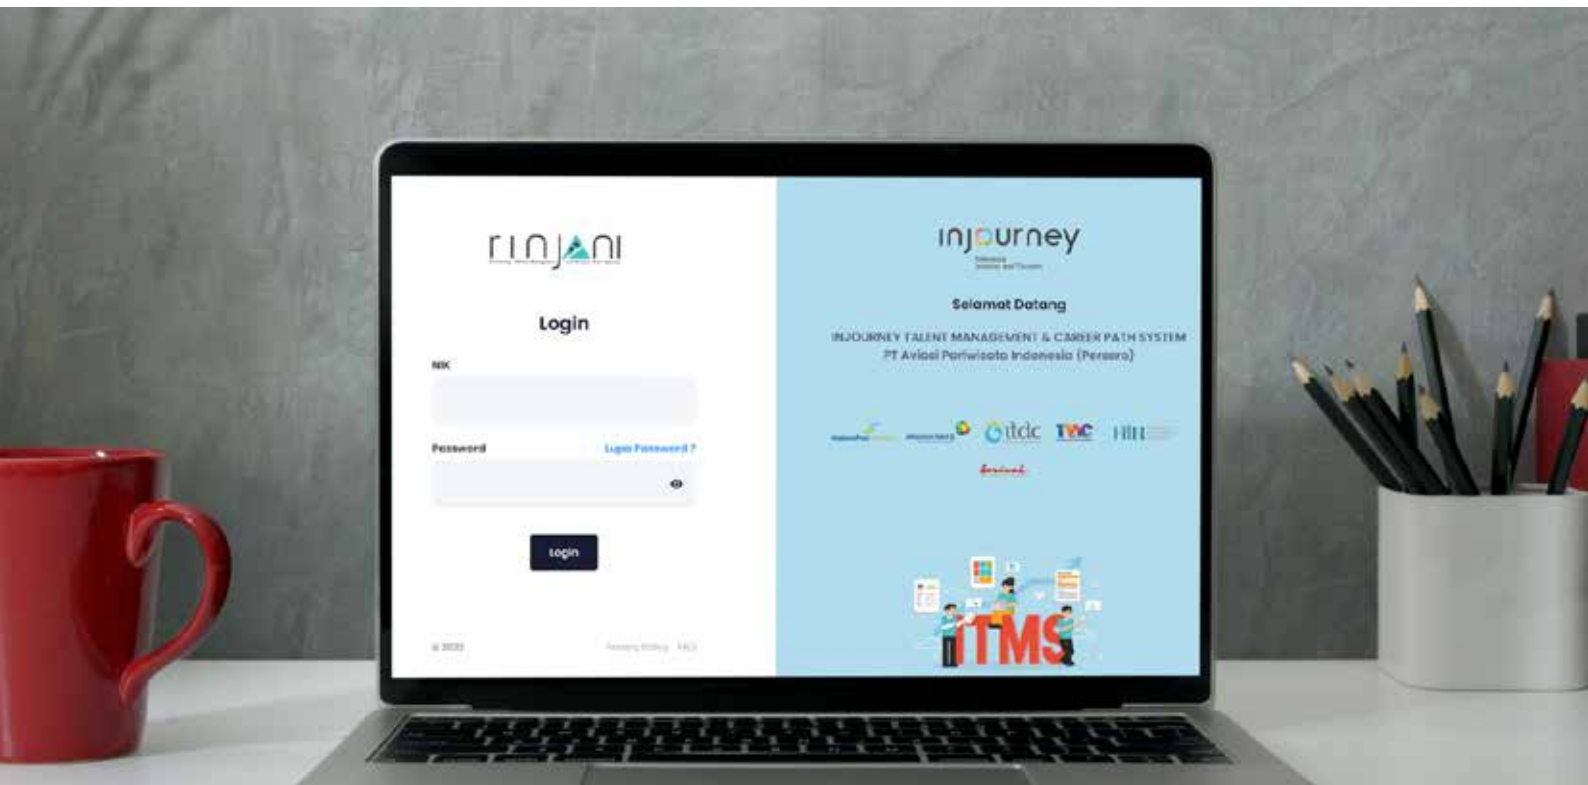 rinjani
Login
NIK
Password
Lupa Password ?
Login
injourney
Selamat Datang
INJOURNEY TALENT MANAGEMENT & CAREER PATH SYSTEM
PT Aviasi Pariwisata Indonesia (Persero)
itdc
TWC
HIN
Sarinah
ITMS